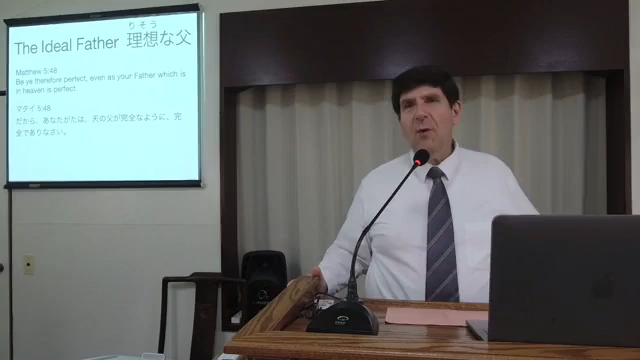 りそう
The Ideal Father 理想な父
Matthew 5:48
Be ye therefore perfect, even as your Father which is
in heaven is perfect.
マタイ 5:48
だから、あなたがたは、天の父が完全なように、完
全でありなさい。